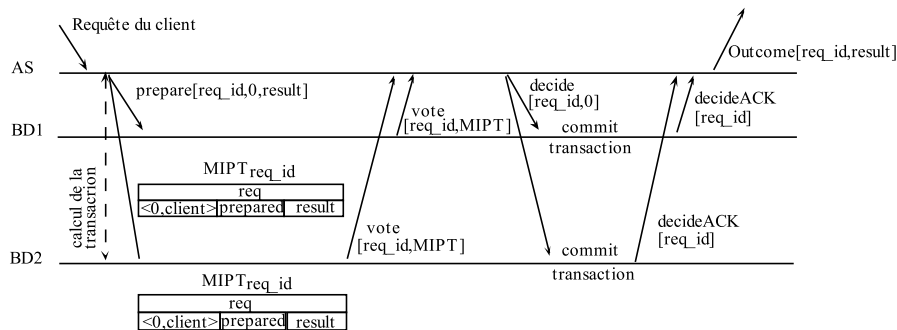 Requête du client
Outcome[req_id,result]
AS
prepare[req_id,0,result]
decide
[req_id,0]
decideACK
[req_id]
vote
[req_id,MIPT]
BD1
commit
transaction
calcul de la
transacrion
MIPTreq_id
req
<0,client> prepared result
vote
[req_id,MIPT]
decideACK
[req_id]
BD2
commit
transaction
MIPTreq_id
req
<0,client> prepared result